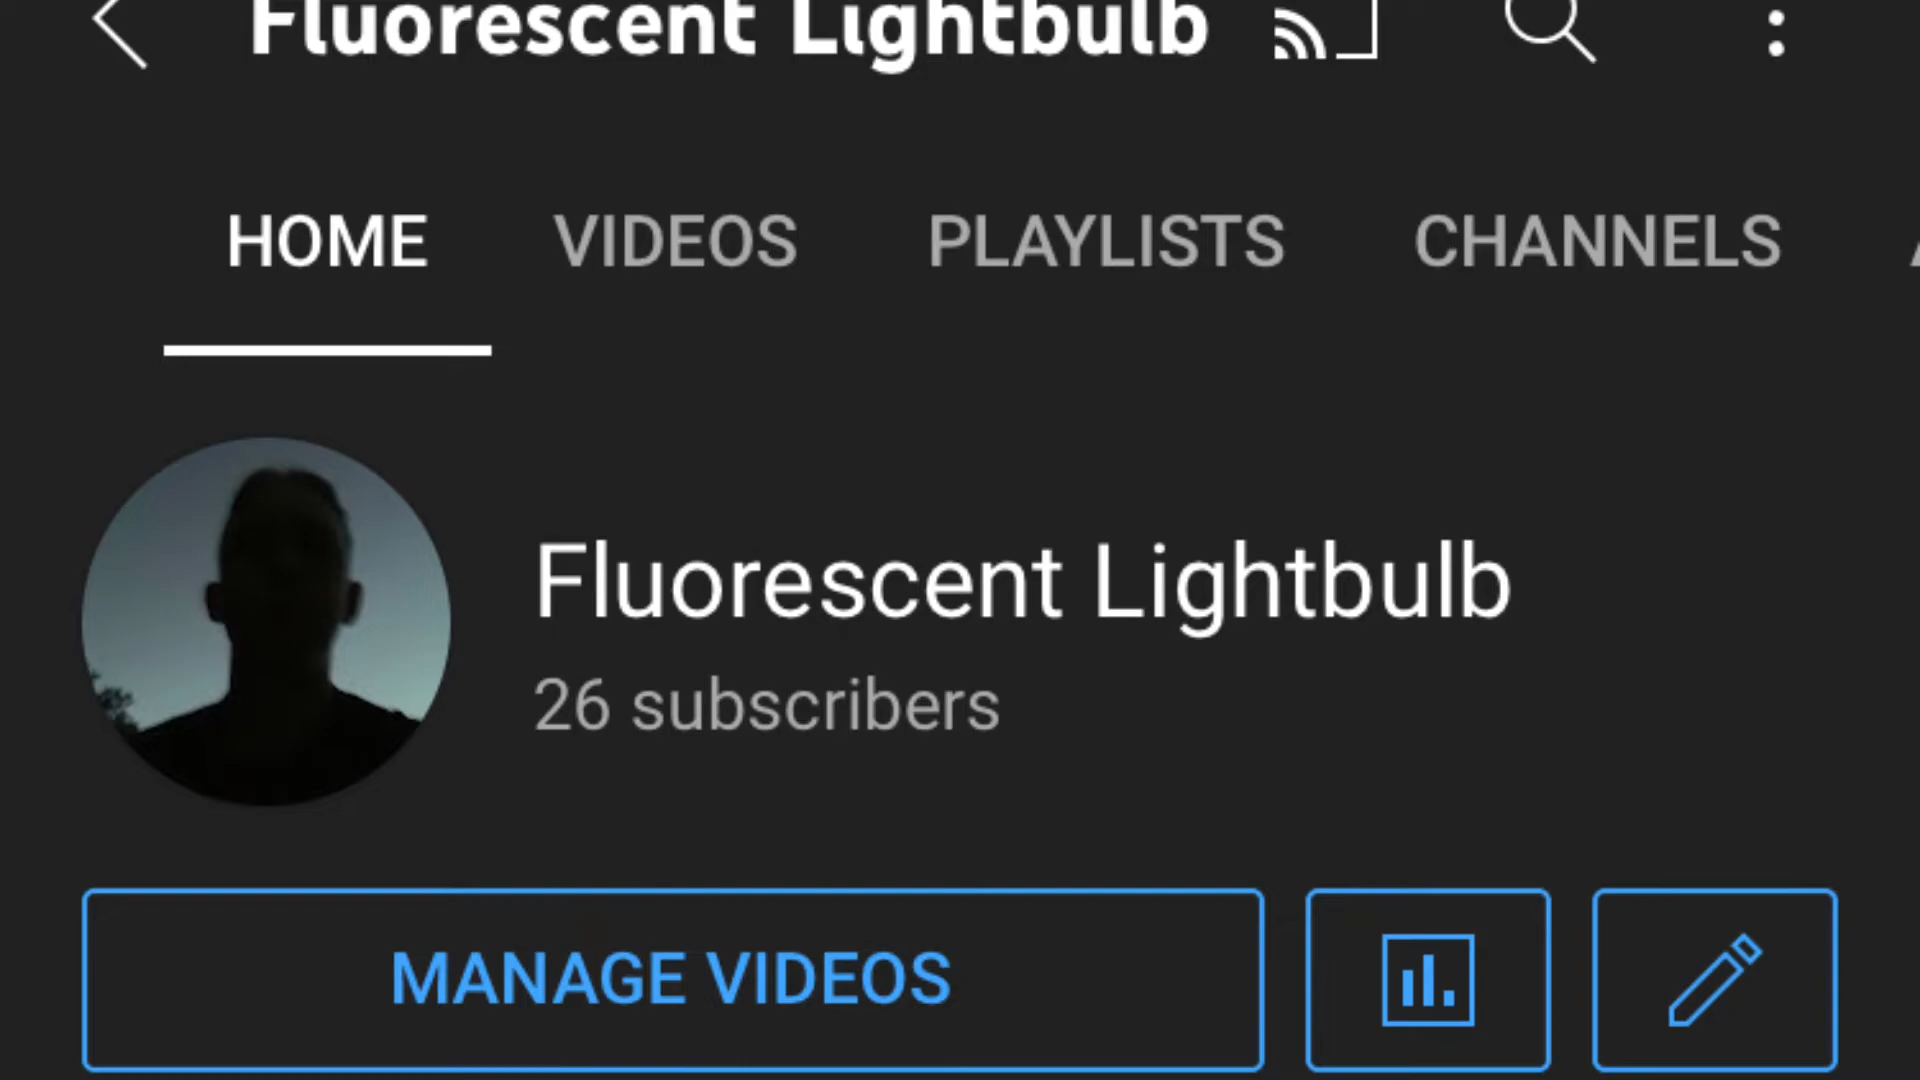 Fluorescent Lightbulb
HOME VIDEOS PLAYLISTS CHANNELS
Fluorescent Lightbulb
26 subscribers
MANAGE VIDEOS